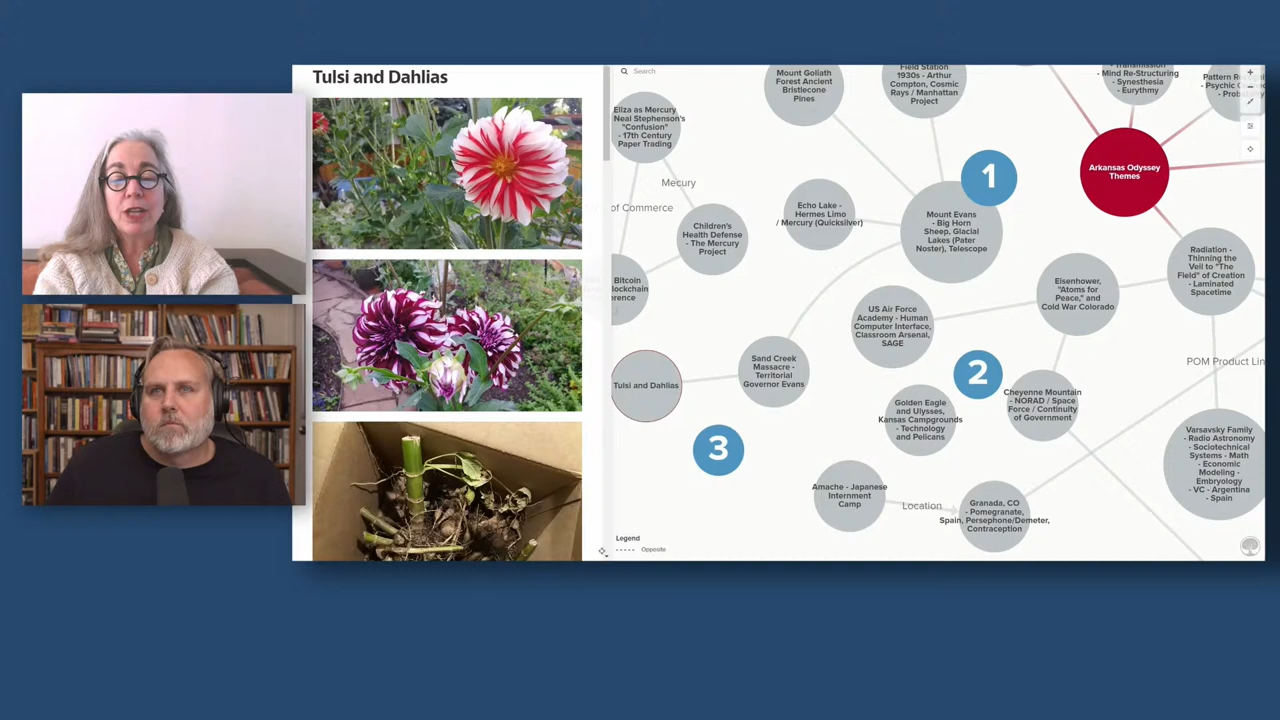 Tulsi and Dahlias
Search
Mount Goliath
Forest Ancient
Bristlecone
Pines
Field Station
1930s - Arthur
Compton, Cosmic
Rays / Manhattan
Project
- Transmission
- Mind Re-Structuring
- Synesthesia
- Eurythmy
Eliza as Mercury
Neal Stephenson's
"Confusion"
- 17th Century
Paper Trading
Arkansas Odyssey
Themes
1
Mecury
of Commerce
Echo Lake -
Hermes Limo
/ Mercury (Quicksilver)
Mount Evans
- Big Horn
Sheep, Glacial
Lakes (Pater
Noster), Telescope
Children's
Health Defense
- The Mercury
Project
Radiation -
Thinning the
Veil to "The
Field" of Creation
- Laminated
Spacetime
Bitcoin
Eisenhower,
"Atoms for
Peace," and
Cold War Colorado
US Air Force
Academy - Human
Computer Interface,
Classroom Arsenal,
SAGE
POM Product Lin
Sand Creek
Massacre -
Territorial
Governor Evans
Tulsi and Dahlias
2
Cheyenne Mountain
- NORAD / Space
Force / Continuity
of Government
Golden Eagle
and Ulysses,
Kansas Campgrounds
- Technology
and Pelicans
3
Varsavsky Family
- Radio Astronomy
- Sociotechnical
Systems - Math
- Economic
Modeling -
Embryology
- VC - Argentina
- Spain
Amache - Japanese
Internment
Camp
Location
Granada, CO
- Pomegranate,
Spain, Persephone/Demeter,
Contraception
Legend
Opposite